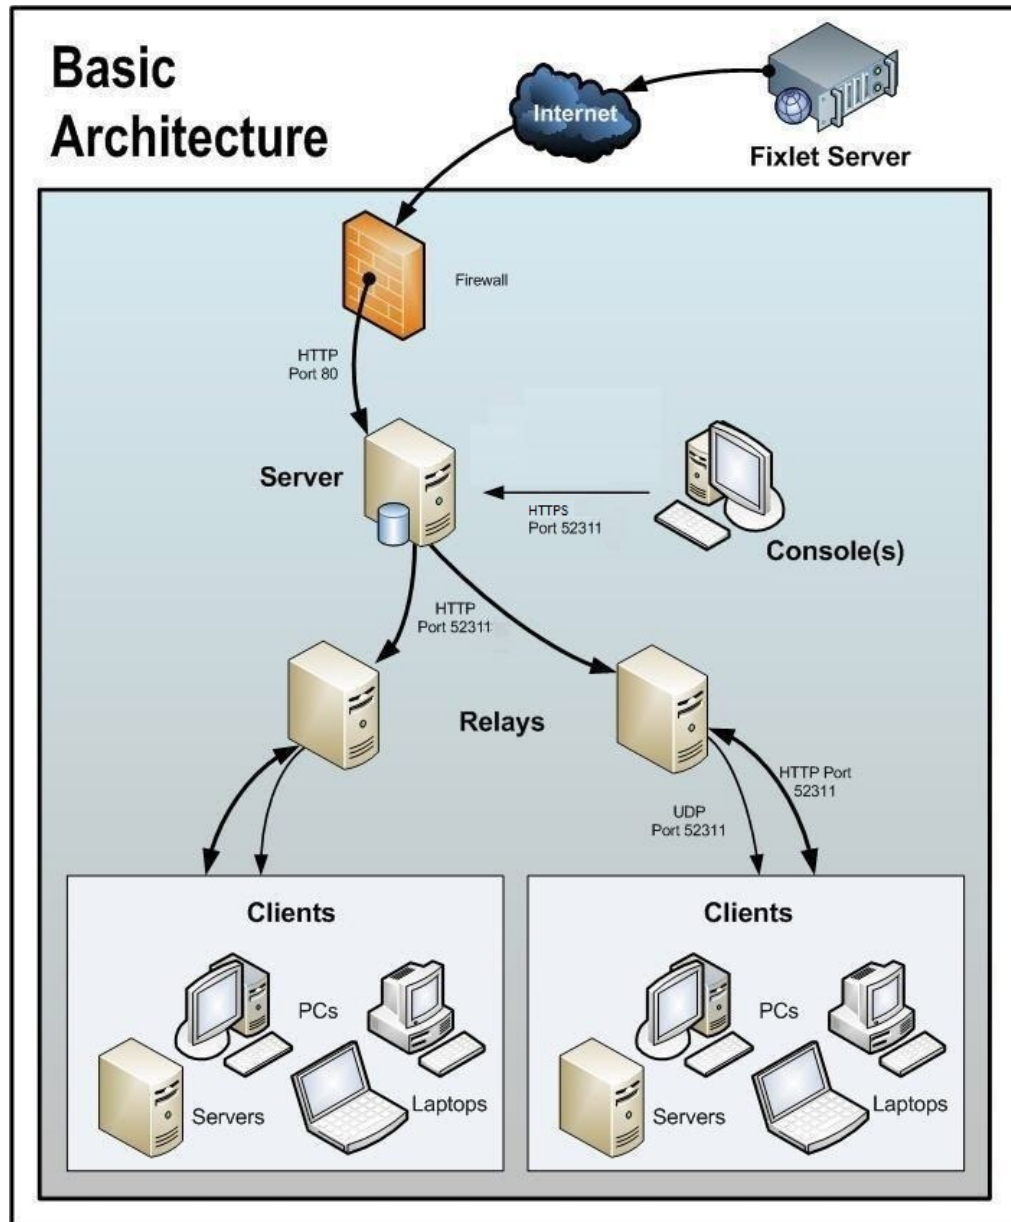 Basic
Architecture
Internet
Fixlet Server
Firewall
HTTP
Port 80
Server
HTTPS
Port 52311
Console(s)
HTTP
Port 52311
Relays
HTTP Port
52311
UDP
Port 52311
Clients
PCs
Servers
Laptops
Clients
PCs
Servers
Laptops